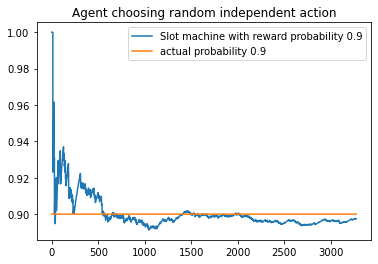 Agent choosing random independent action
Slot machine with reward probability 0.9
actual probability 0.9
1.00
0.98
0.96
0.94
0.92
0.90
0 500 1000 1500 2000 2500 3000